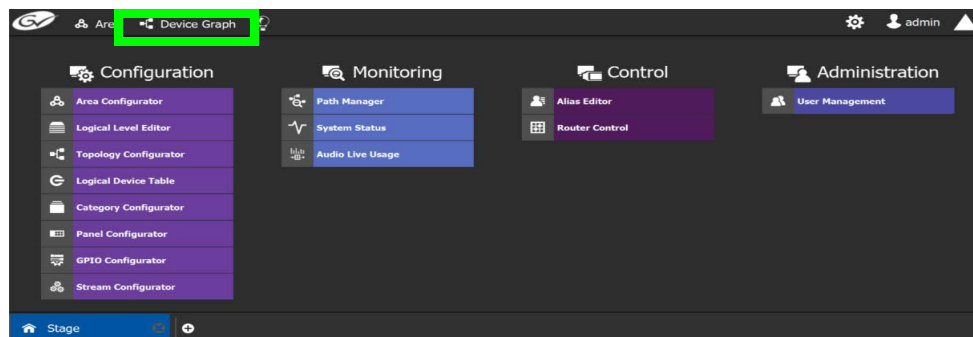 GV Area Device Graph admin
Configuration Monitoring Control Administration
Area Configurator Path Manager Alias Editor User Management
Logical Level Editor System Status Router Control
Topology Configurator Audio Live Usage
Logical Device Table
Category Configurator
Panel Configurator
GPIO Configurator
Stream Configurator
Stage